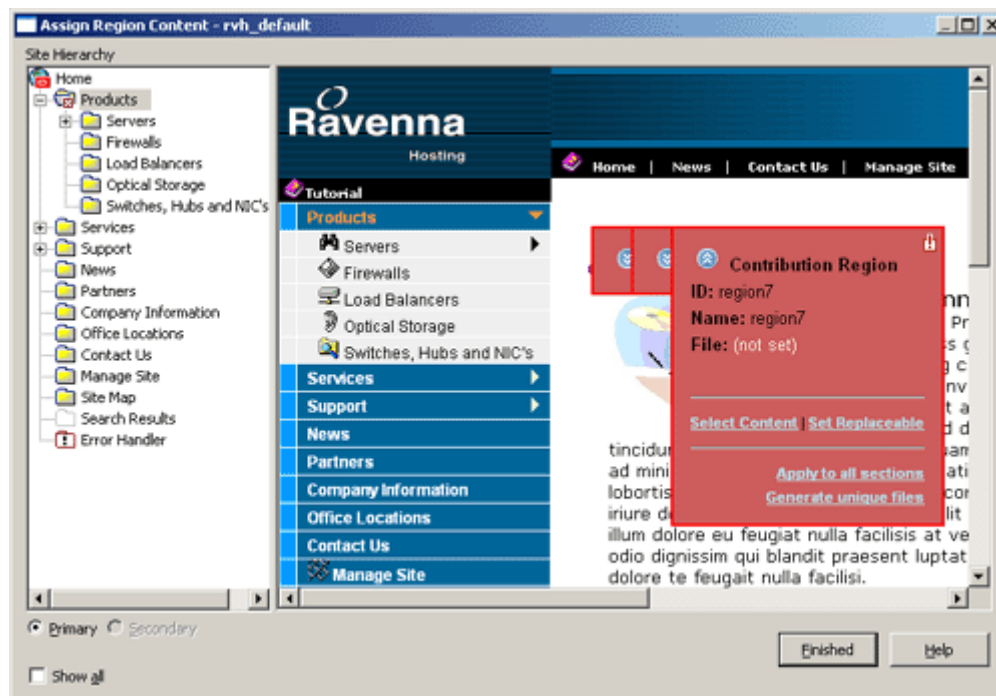 Assign Region Content - rvh_default
Site Hierarchy
Home
Products
Servers
Firewalls
Load Balancers
Optical Storage
Switches, Hubs and NIC's
Services
Support
News
Partners
Company Information
Office Locations
Contact Us
Manage Site
Site Map
Search Results
Error Handler
Ravenna
Hosting
Home | News | Contact Us | Manage Site
Tutorial
Products
Servers
Firewalls
Load Balancers
Optical Storage
Switches, Hubs and NIC's
Services
Support
News
Partners
Company Information
Office Locations
Contact Us
Manage Site
Contribution Region
ID: region7
Name: region7
File: (not set)
Select Content | Set Replaceable
Apply to all sections
Generate unique files
ad mini
lobortis
iriure
illum dolore eu feugiat nulla facilisis at ve
odio dignissim qui blandit praesent luptat
dolore te feugait nulla facilisi.
Primary
Secondary
Show all
Finished
Help